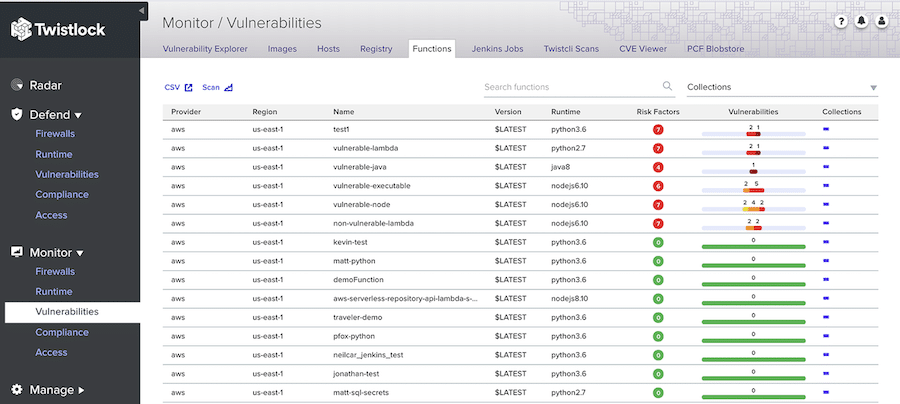 Twistlock
Monitor / Vulnerabilities
?
Vulnerability Explorer Images Hosts Registry Functions Jenkins Jobs Twistcli Scans CVE Viewer PCF Blobstore
Radar
Defend
Firewalls
Runtime
Vulnerabilities
Compliance
Access
Monitor
Firewalls
Runtime
Vulnerabilities
Compliance
Access
Manage
CSV Scan Search functions Collections
Provider Region Name Version Runtime Risk Factors Vulnerabilities Collections
aws us-east-1 test1 $LATEST python3.6 7 2 1
aws us-east-1 vulnerable-lambda $LATEST python2.7 7 2 1
aws us-east-1 vulnerable-java $LATEST java8 4 1
aws us-east-1 vulnerable-executable $LATEST nodejs6.10 6 2 5
aws us-east-1 vulnerable-node $LATEST nodejs6.10 7 2 4 2
aws us-east-1 non-vulnerable-lambda $LATEST nodejs6.10 7 2 2
aws us-east-1 kevin-test $LATEST python3.6 0 0
aws us-east-1 matt-python $LATEST python3.6 0 0
aws us-east-1 demoFunction $LATEST python3.6 0 0
aws us-east-1 aws-serverless-repository-api-lambda-s-... $LATEST nodejs8.10 0 0
aws us-east-1 traveler-demo $LATEST python3.6 0 0
aws us-east-1 pfox-python $LATEST python3.6 0 0
aws us-east-1 neilcar_jenkins_test $LATEST python3.6 0 0
aws us-east-1 jonathan-test $LATEST python3.6 0 0
aws us-east-1 matt-sql-secrets $LATEST python2.7 0 0